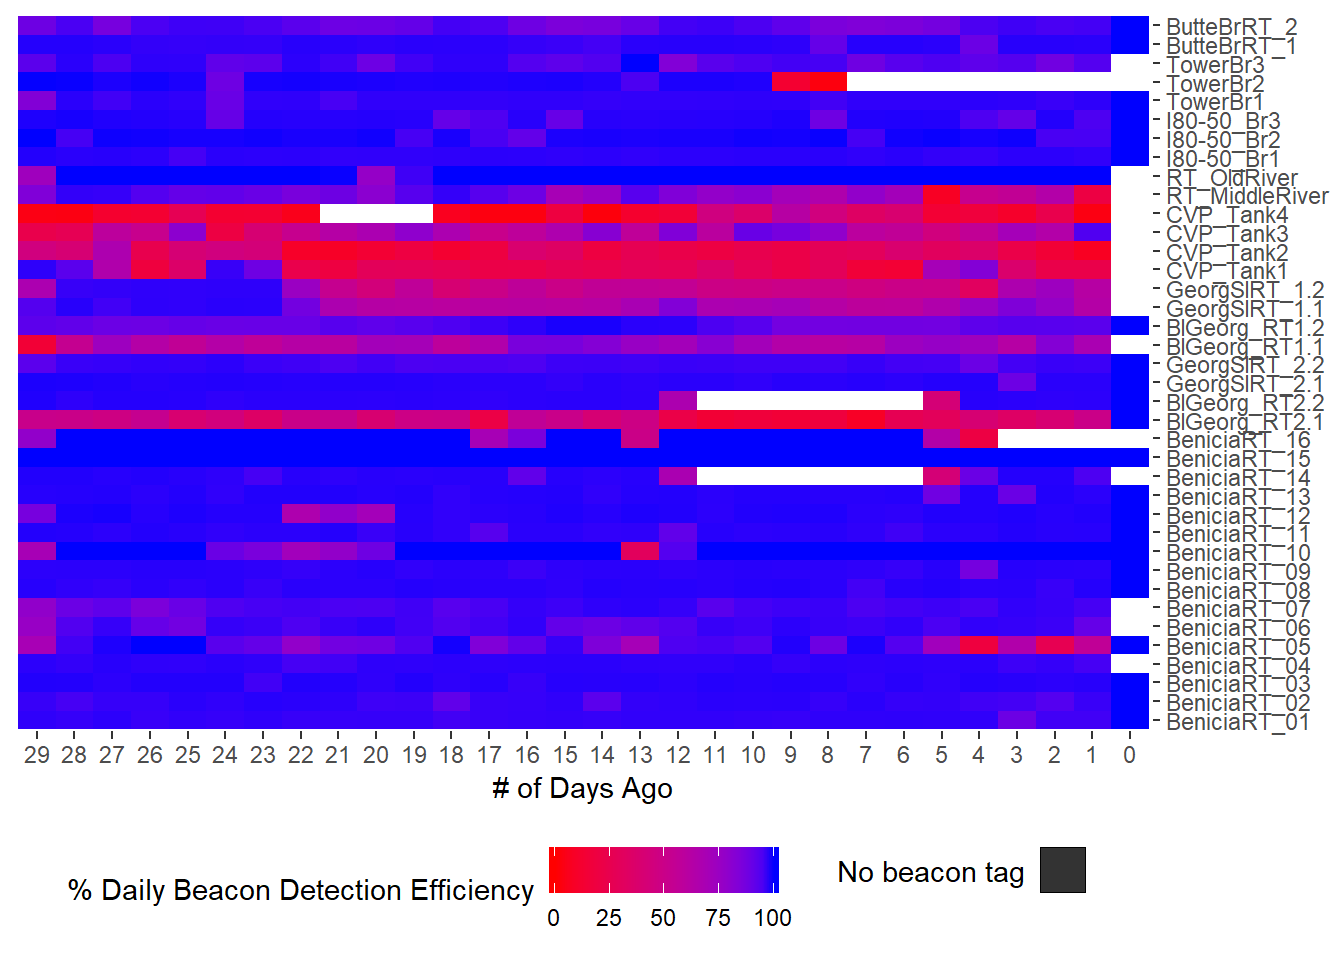 ButteBrRT_2
ButteBrRT_1
TowerBr3
TowerBr2
TowerBr1
I80-50_Br3
I80-50_Br2
I80-50_Br1
RT_OldRiver
RT_MiddleRiver
CVP_Tank4
CVP_Tank3
CVP_Tank2
CVP_Tank1
GeorgSlRT_1.2
GeorgSlRT_1.1
BlGeorg_RT1.2
BlGeorg_RT1.1
GeorgSlRT_2.2
GeorgSlRT_2.1
BlGeorg_RT2.2
BlGeorg_RT2.1
BeniciaRT_16
BeniciaRT_15
BeniciaRT_14
BeniciaRT_13
BeniciaRT_12
BeniciaRT_11
BeniciaRT_10
BeniciaRT_09
BeniciaRT_08
BeniciaRT_07
BeniciaRT_06
BeniciaRT_05
BeniciaRT_04
BeniciaRT_03
BeniciaRT_02
BeniciaRT_01
29 28 27 26 25 24 23 22 21 20 19 18 17 16 15 14 13 12 11 10 9 8 7 6 5 4 3 2 1 0
# of Days Ago
% Daily Beacon Detection Efficiency
0 25 50 75 100
No beacon tag